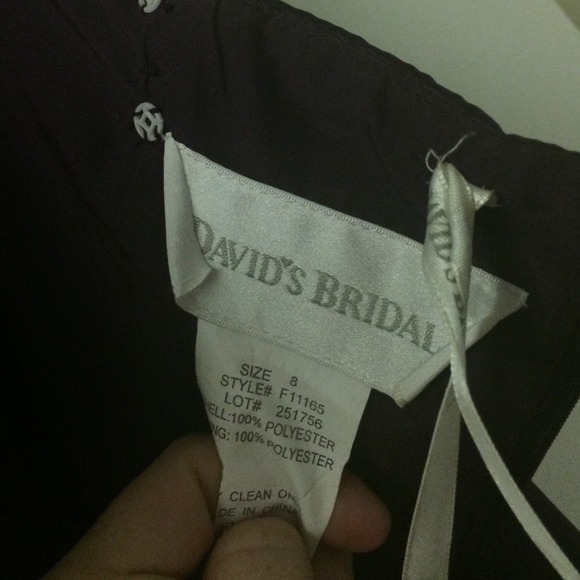 DAVID'S BRIDAL
SIZE 8
STYLE# F11165
LOT# 251756
ELL:100% POLYESTER
NG: 100% POLYESTER
Y CLEAN ON
DE IN CHINA